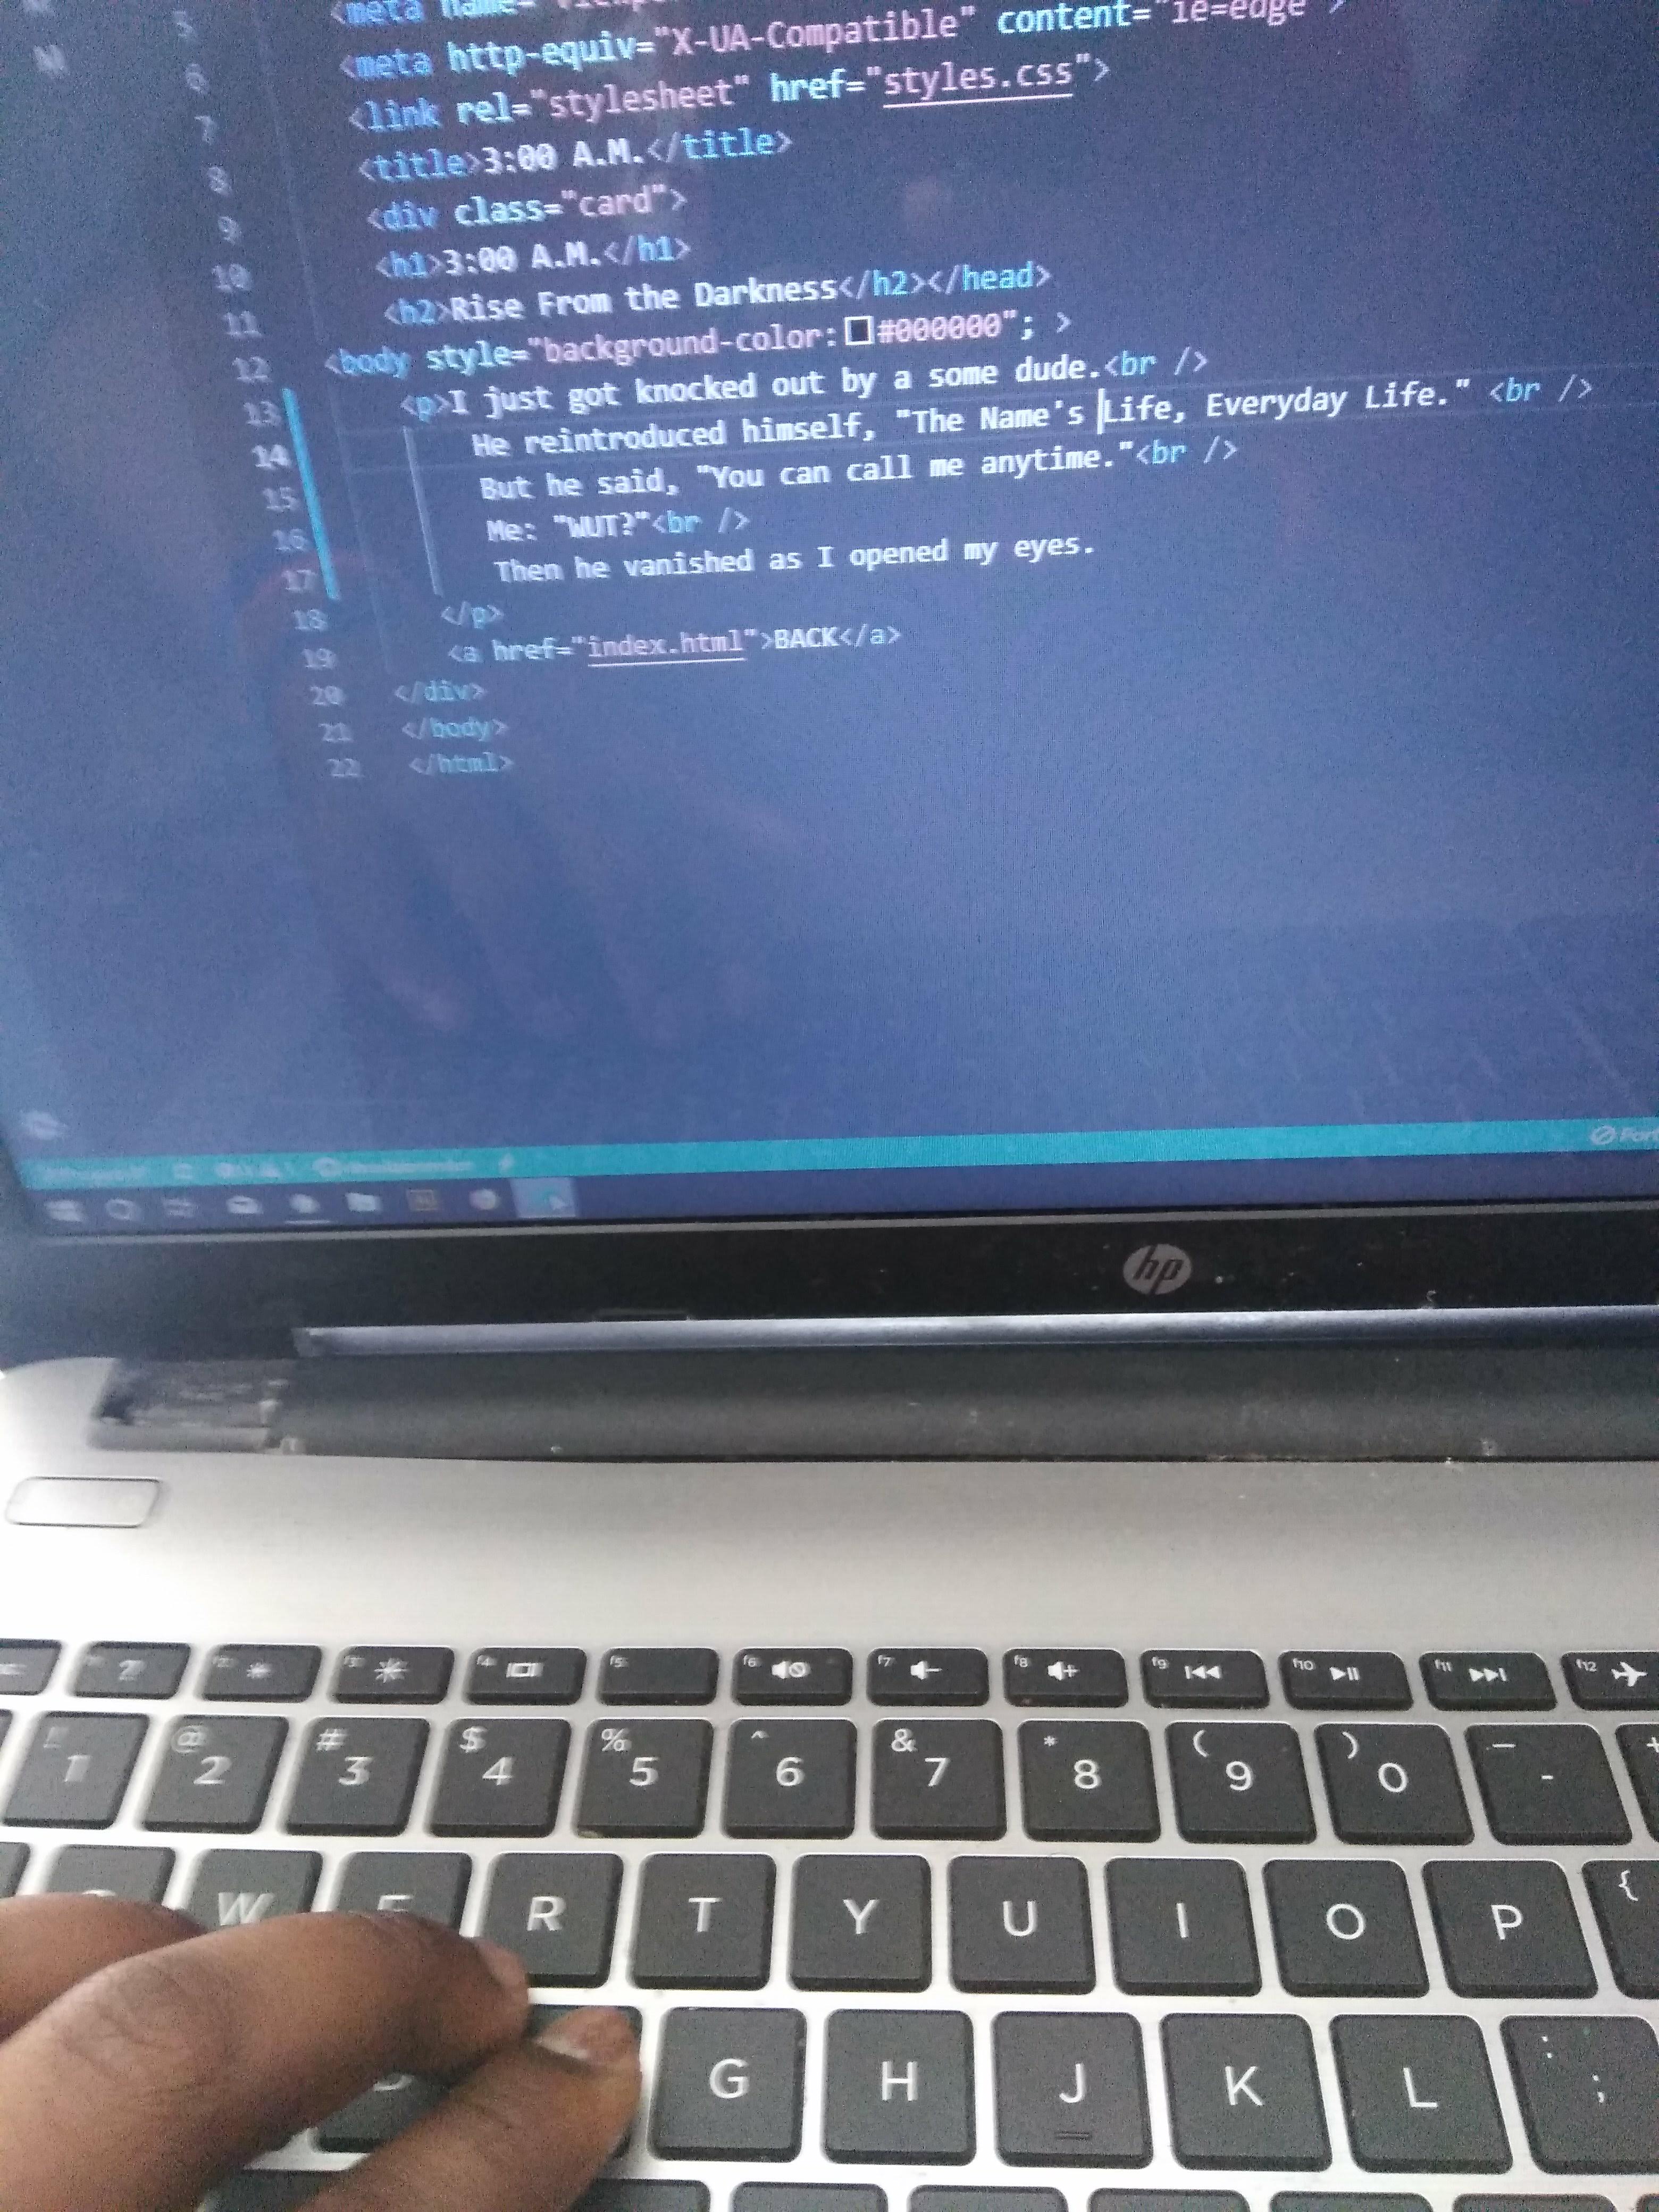 5 <meta name=
6 <meta http-equiv="X-UA-Compatible" content="ie=edge">
7 <link rel="stylesheet" href="styles.css">
8 <title>3:00 A.M.</title>
9 <div class="card">
10 <h1>3:00 A.M.</h1>
11 <h2>Rise From the Darkness</h2></head>
12 <body style="background-color:#000000"; >
13 <p>I just got knocked out by a some dude.<br />
14 He reintroduced himself, "The Name's Life, Everyday Life." <br />
15 But he said, "You can call me anytime."<br />
16 Me: "WUT?"<br />
17 Then he vanished as I opened my eyes.
18 </p>
19 <a href="index.html">BACK</a>
20 </div>
21 </body>
22 </html>
hp
? f4 f5 f6 f7 f8 f9 f10 f11 f12
! 1 @ 2 # 3 $ 4 % 5 ^ 6 & 7 * 8 ( 9 ) 0 _ - +
W R T Y U I O P {
G H J K L : ;